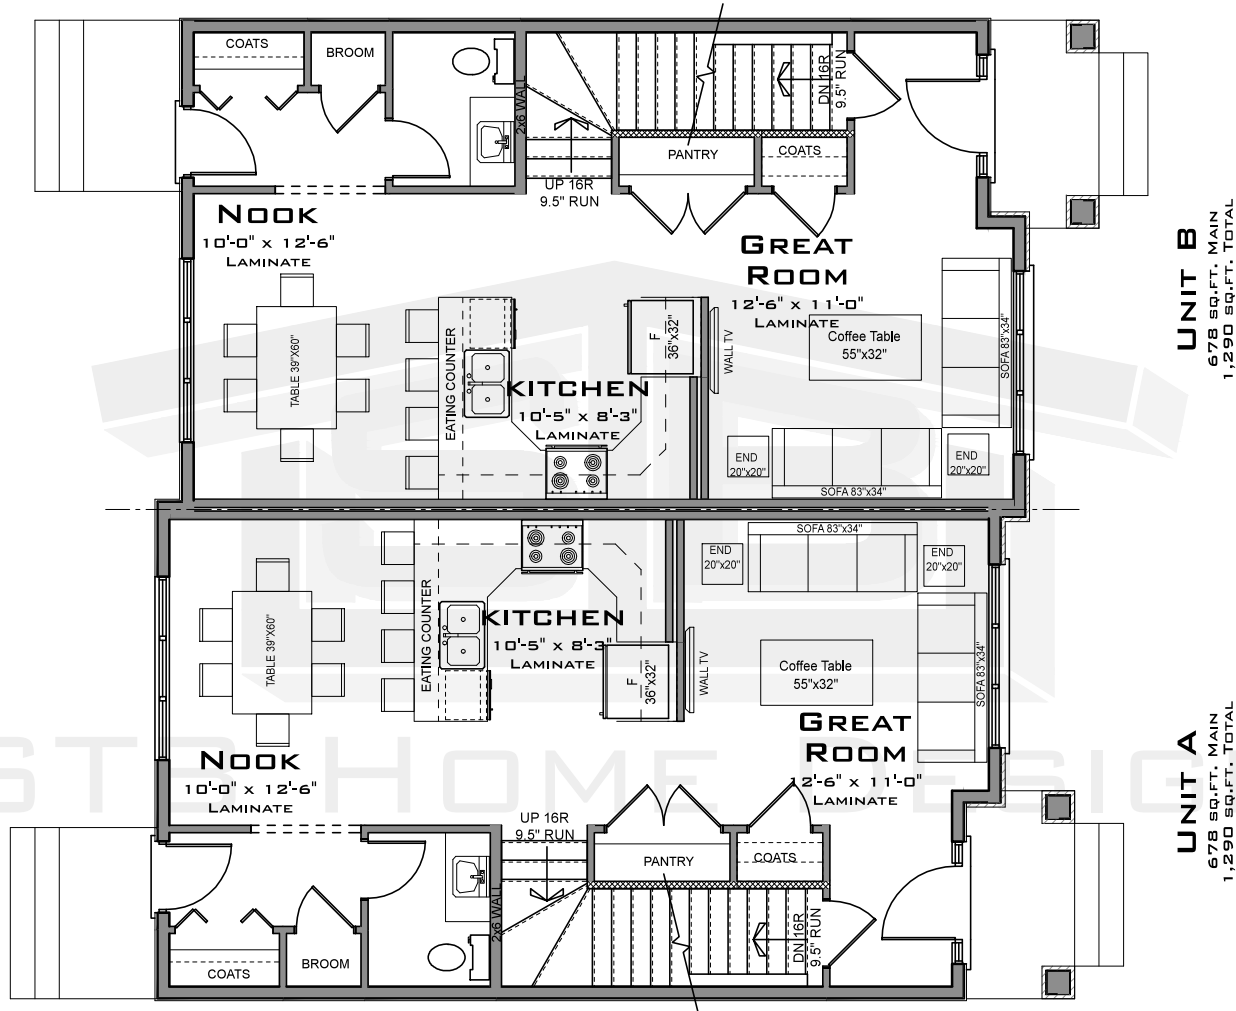 COATS
BROOM
2x6 WALL
UP 16R
9.5" RUN
PANTRY
COATS
DN 16R
9.5" RUN
NOOK
10'-0" x 12'-6"
LAMINATE
TABLE 39"X60"
EATING COUNTER
KITCHEN
10'-5" x 8'-3"
LAMINATE
F
36"x32"
WALL TV
GREAT
ROOM
12'-6" x 11'-0"
LAMINATE
Coffee Table
55"x32"
SOFA 83"x34"
END
20"x20"
END
20"x20"
SOFA 83"x34"
UNIT B
678 SQ.FT. MAIN
1,290 SQ.FT. TOTAL
SOFA 83"x34"
END
20"x20"
END
20"x20"
EATING COUNTER
KITCHEN
10'-5" x 8'-3"
LAMINATE
F
36"x32"
WALL TV
TABLE 39"X60"
Coffee Table
55"x32"
SOFA 83"x34"
GREAT
ROOM
12'-6" x 11'-0"
LAMINATE
NOOK
10'-0" x 12'-6"
LAMINATE
UP 16R
9.5" RUN
PANTRY
COATS
2x6 WALL
DN 16R
9.5" RUN
COATS
BROOM
UNIT A
678 SQ.FT. MAIN
1,290 SQ.FT. TOTAL
STB HOME DESIG